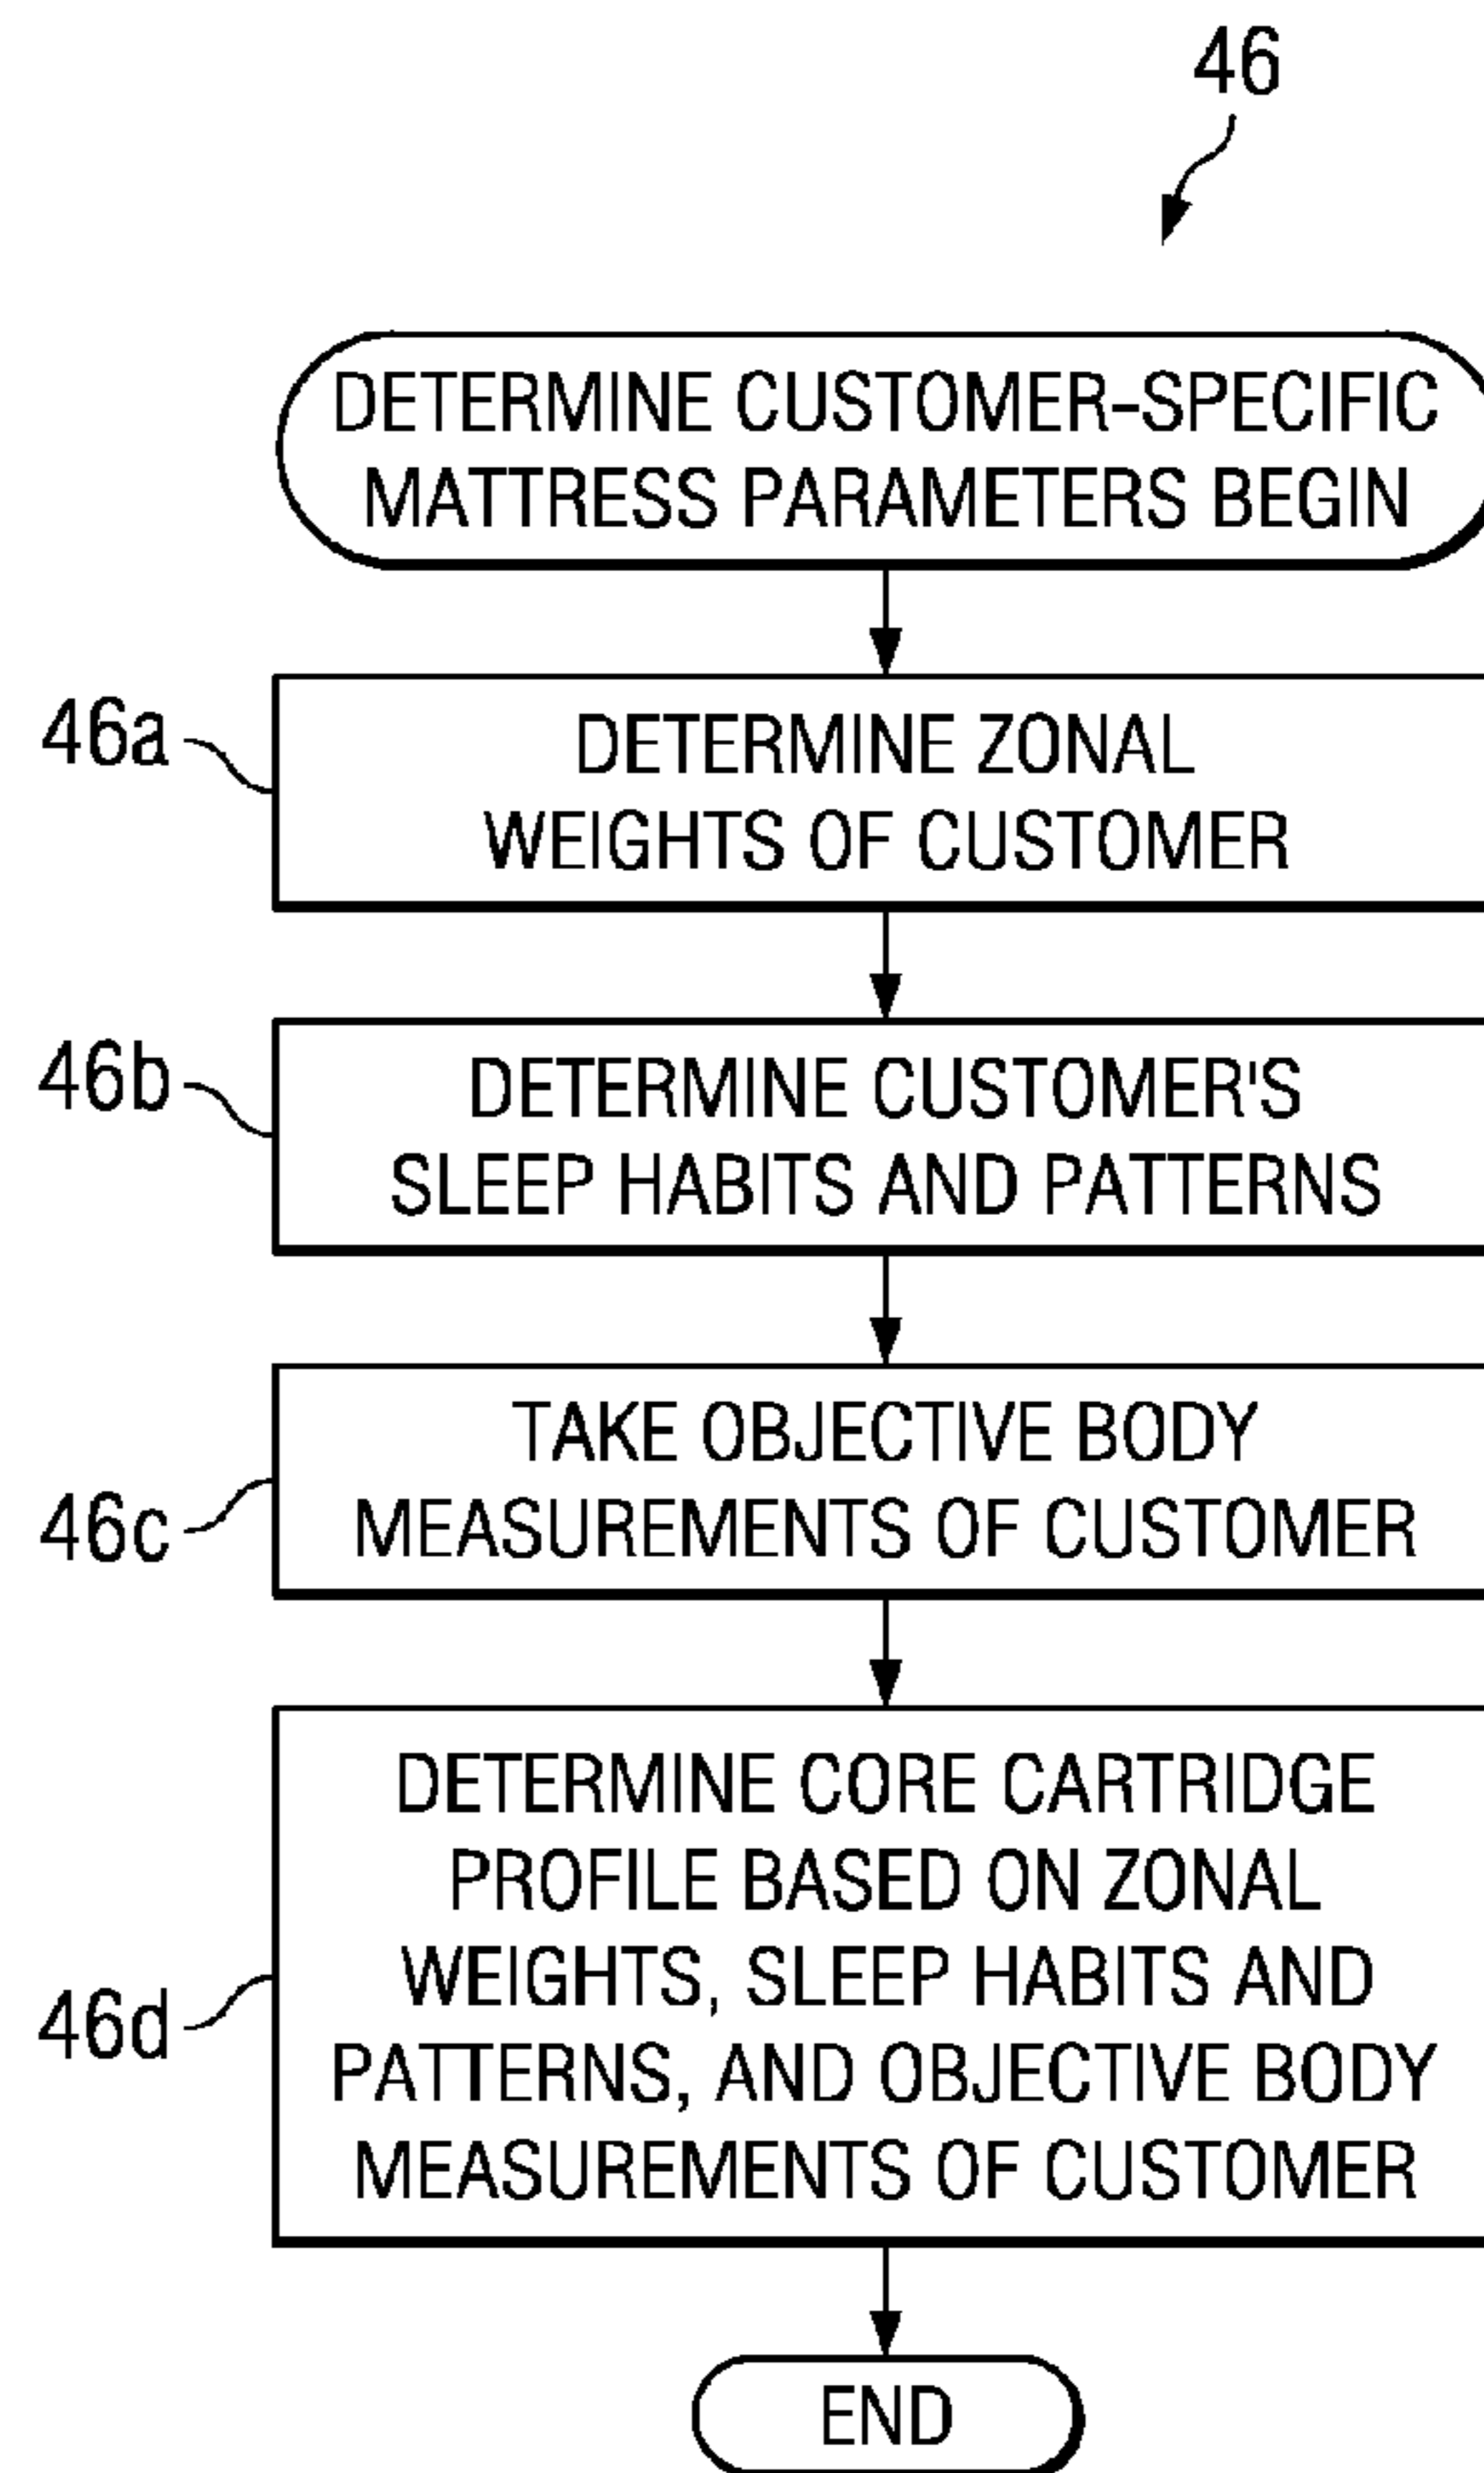 46
DETERMINE CUSTOMER-SPECIFIC
MATTRESS PARAMETERS BEGIN
46a
DETERMINE ZONAL
WEIGHTS OF CUSTOMER
46b
DETERMINE CUSTOMER'S
SLEEP HABITS AND PATTERNS
TAKE OBJECTIVE BODY
MEASUREMENTS OF CUSTOMER
46c
DETERMINE CORE CARTRIDGE
PROFILE BASED ON ZONAL
WEIGHTS, SLEEP HABITS AND
46d
PATTERNS, AND OBJECTIVE BODY
MEASUREMENTS OF CUSTOMER
END